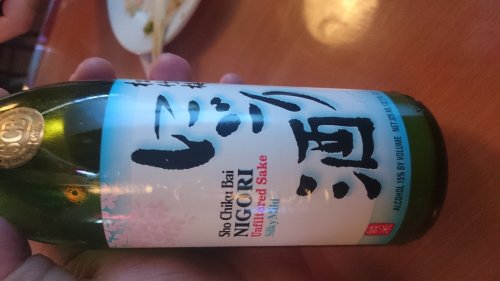 にごり
酒
Sho Chiku Bai
NIGORI
Unfiltered Sake
Silky Mild
ALCOHOL 15% BY VOLUME